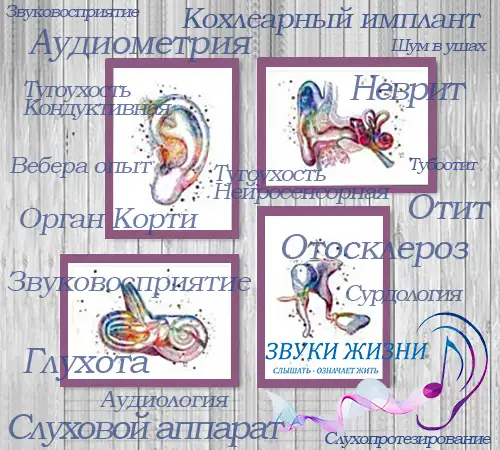 Звуковосприятие
Кохлеарный имплант
Аудиометрия
Шум в ушах
Тугоухость
Кондуктивная
Неврит
Вебера опыт
Тугоухость
Нейросенсорная
Тубоотит
Орган Корти
Отит
Отосклероз
Звуковосприятие
Сурдология
ЗВУКИ ЖИЗНИ
СЛЫШАТЬ - ОЗНАЧАЕТ ЖИТЬ
Глухота
Аудиология
Слуховой аппарат
Слухопротезирование